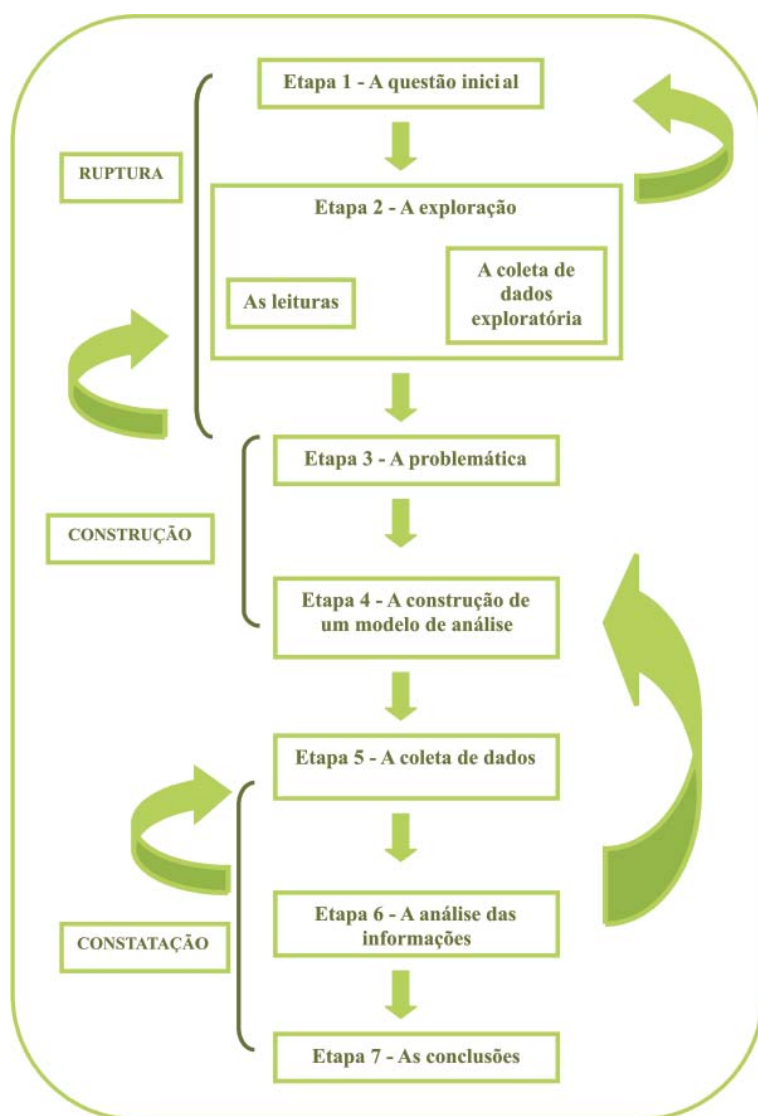 Etapa 1 - A questão inicial
RUPTURA
Etapa 2 - A exploração
As leituras
A coleta de
dados
exploratória
Etapa 3 - A problemática
CONSTRUÇÃO
Etapa 4 - A construção de
um modelo de análise
Etapa 5 - A coleta de dados
Etapa 6 - A análise das
informações
CONSTATAÇÃO
Etapa 7 - As conclusões